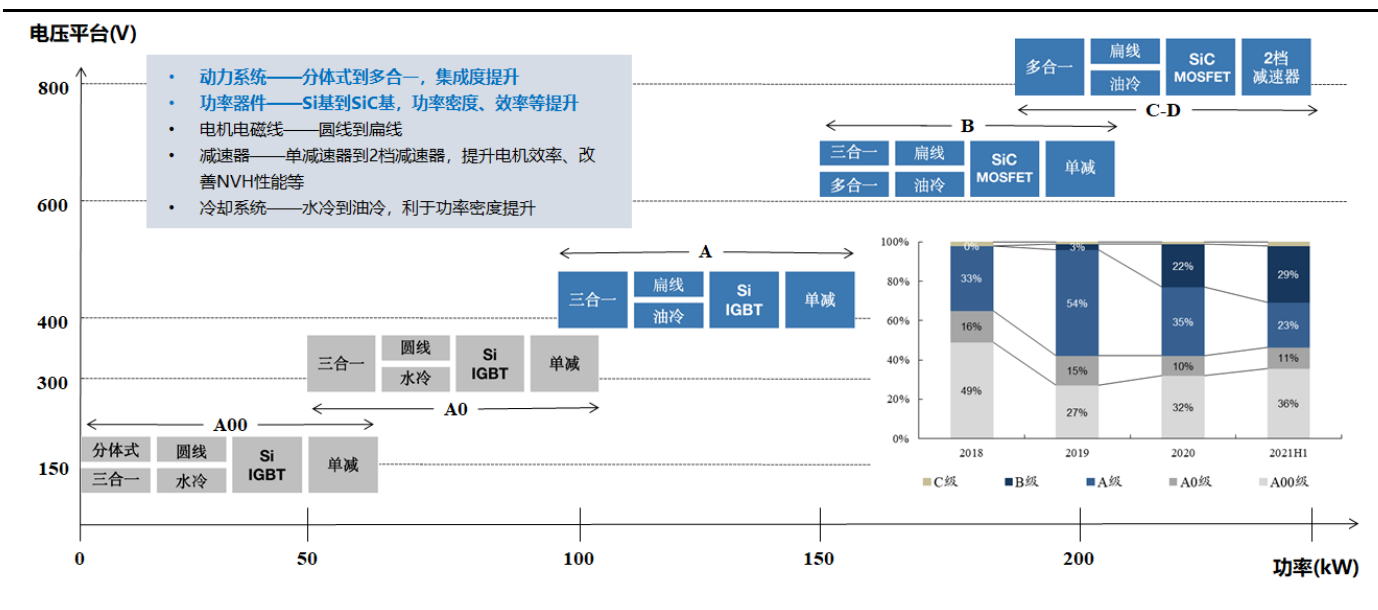 电压平台(V)
800
600
400
300
150
• 动力系统——分体式到多合一，集成度提升
• 功率器件——Si基到SiC基，功率密度、效率等提升
• 电机电磁线——圆线到扁线
• 减速器——单减速器到2档减速器，提升电机效率、改
善NVH性能等
• 冷却系统——水冷到油冷，利于功率密度提升
多合一
扁线
油冷
SiC
MOSFET
2档
减速器
C-D
B
三合一
多合一
扁线
油冷
SiC
MOSFET
单减
A
三合一
扁线
油冷
Si
IGBT
单减
三合一
圆线
水冷
Si
IGBT
单减
A0
A00
分体式
三合一
圆线
水冷
Si
IGBT
单减
100%
80%
60%
40%
20%
0%
0%
33%
16%
49%
3%
54%
15%
27%
22%
35%
10%
32%
29%
23%
11%
36%
2018
2019
2020
2021H1
C级
B级
A级
A0级
A00级
0
50
100
150
200
功率(kW)